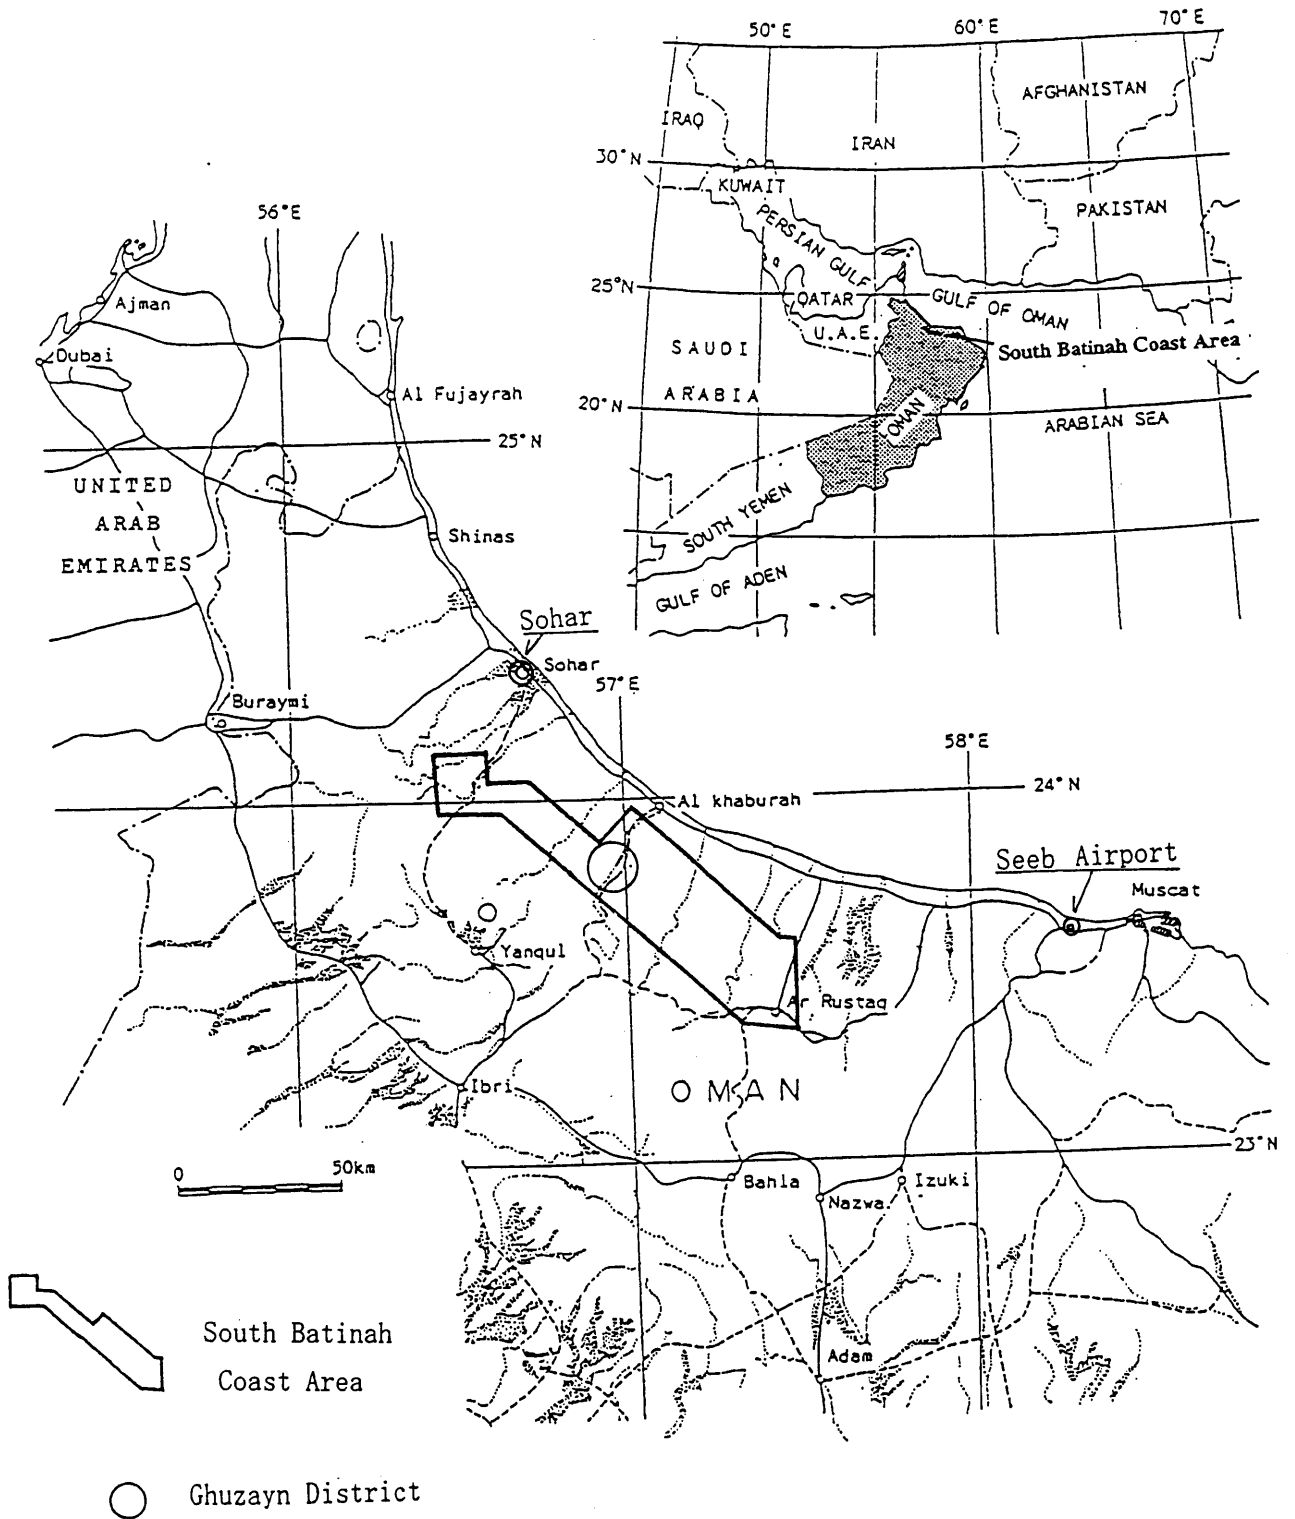 50°E
60°E
70°E
AFGHANISTAN
IRAQ
IRAN
30°N
KUWAIT
PAKISTAN
PERSIAN GULF
25°N
QATAR
GULF OF OMAN
U.A.E.
South Batinah Coast Area
SAUDI
ARABIA
20°N
OMAN
ARABIAN SEA
SOUTH YEMEN
GULF OF ADEN
56°E
Ajman
Dubai
Al Fujayrah
25°N
UNITED
ARAB
EMIRATES
Shinas
Sohar
Sohar
57°E
Buraymi
58°E
24°N
Al khaburah
Seeb Airport
Muscat
Yanqul
Ar Rustaq
Ibri
OMAN
23°N
0
50km
Bahla
Nazwa
Izuki
Adam
South Batinah
Coast Area
Ghuzayn District